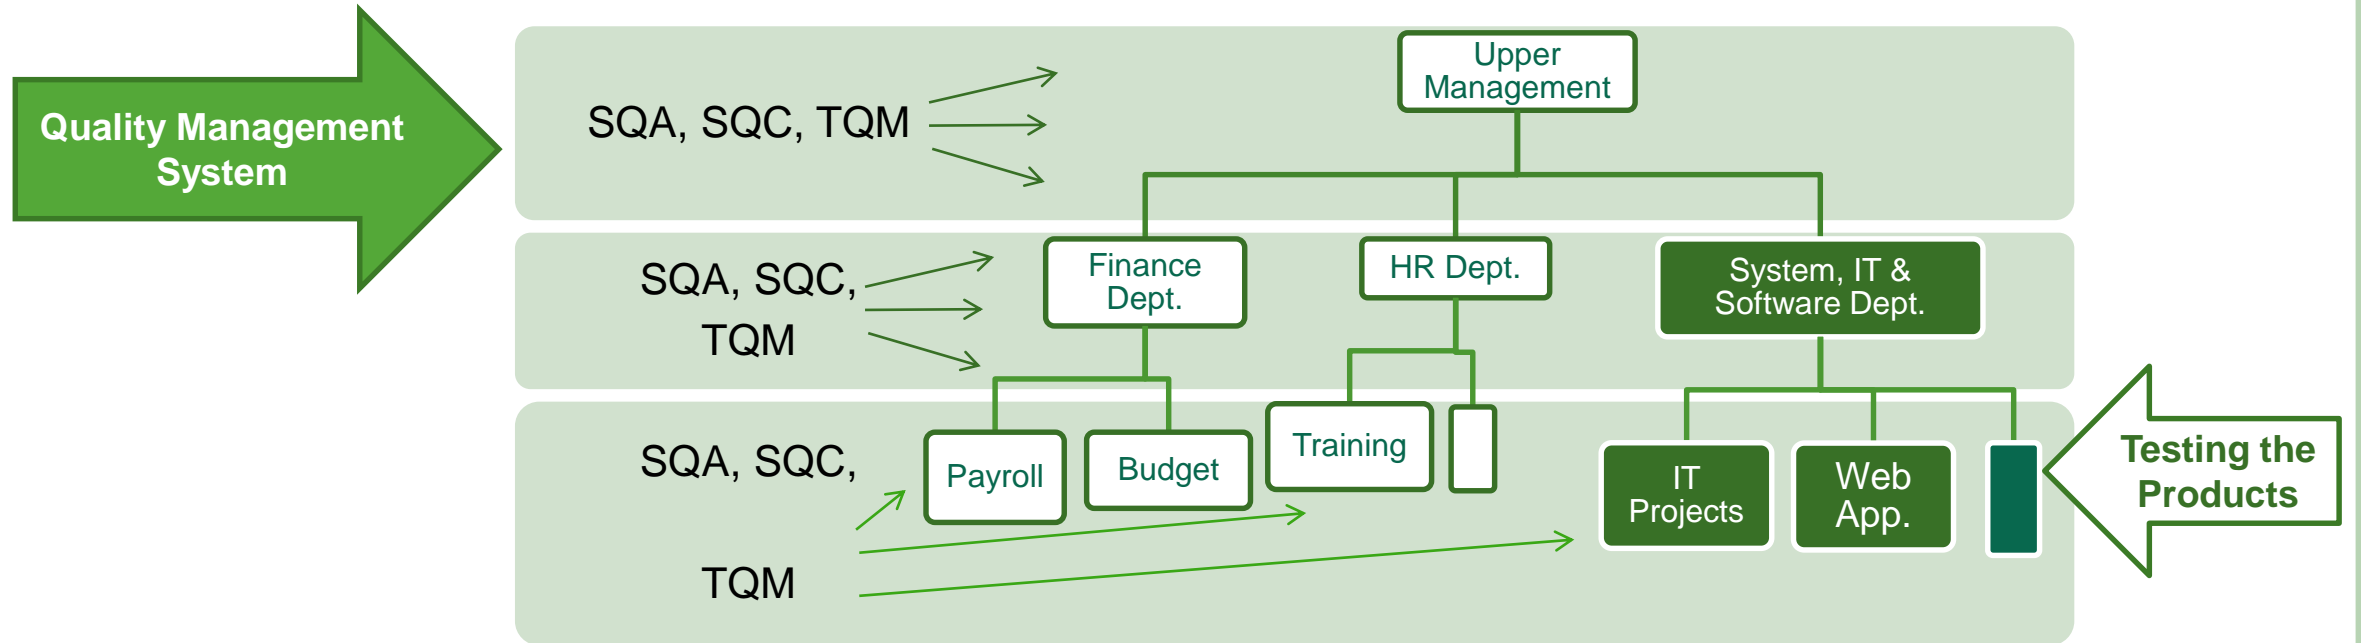 Quality Management
System
SQA, SQC, TQM
Upper
Management
SQA, SQC,
TQM
Finance
Dept.
HR Dept.
System, IT &
Software Dept.
SQA, SQC,
TQM
Payroll
Budget
Training
IT
Projects
Web
App.
Testing the
Products